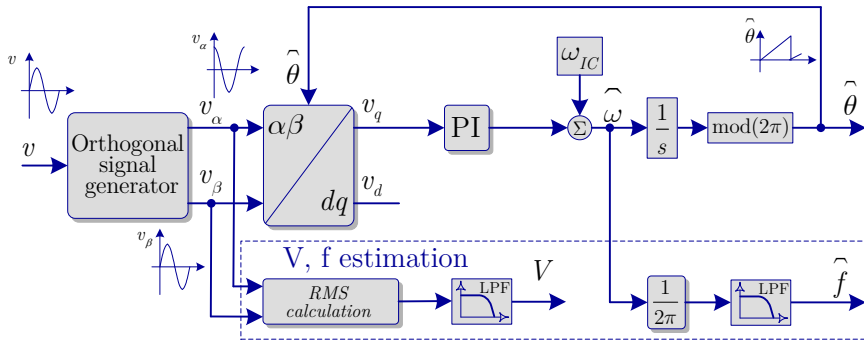 v
v_α
θ̂
v_α
v_β
v
Orthogonal
signal
generator
v_β
αβ
dq
v_q
v_d
PI
ω_IC
Σ
ω̂
1/s
mod(2π)
θ̂
θ̂
V, f estimation
RMS
calculation
LPF
V
1/2π
LPF
f̂